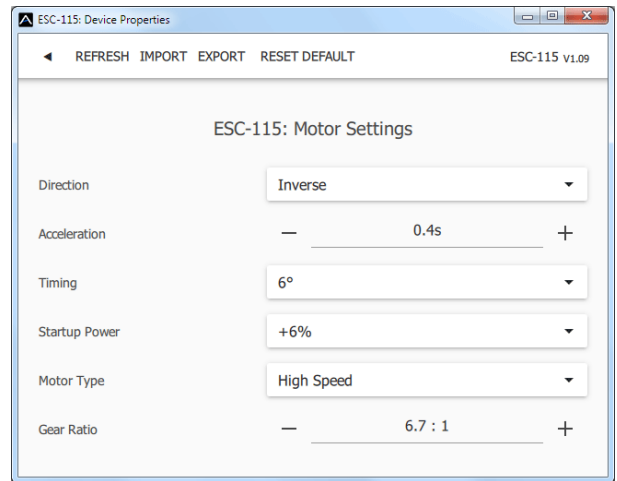 ESC-115: Device Properties
REFRESH IMPORT EXPORT RESET DEFAULT ESC-115 V1.09
ESC-115: Motor Settings
Direction Inverse
Acceleration 0.4s
Timing 6°
Startup Power +6%
Motor Type High Speed
Gear Ratio 6.7 : 1